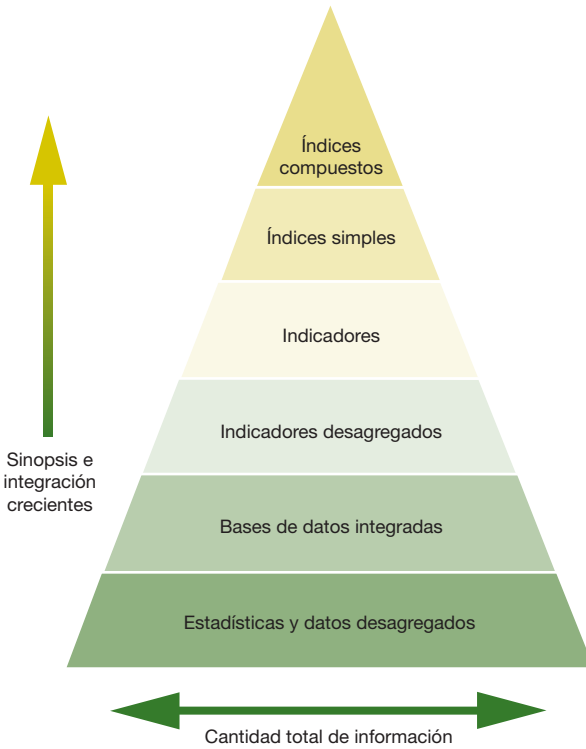 Índices
compuestos
Índices simples
Indicadores
Indicadores desagregados
Sinopsis e
integración
crecientes
Bases de datos integradas
Estadísticas y datos desagregados
Cantidad total de información